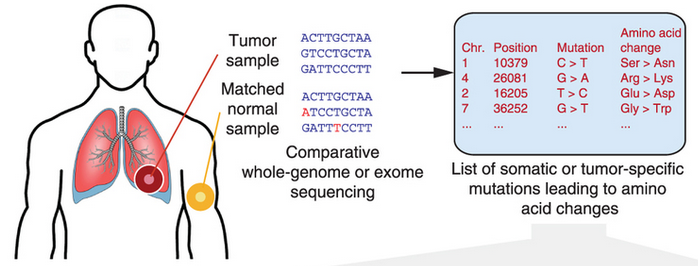 Tumor
sample
ACTTGCTAA
GTCCTGCTA
GATTCCCTT
Matched
normal
sample
ACTTGCTAA
ATCCTGCTA
GATTTCCTT
Comparative
whole-genome or exome
sequencing
Chr. Position Mutation Amino acid change
1 10379 C > T Ser > Asn
4 26081 G > A Arg > Lys
2 16205 T > C Glu > Asp
7 36252 G > T Gly > Trp
... ... ... ...
List of somatic or tumor-specific
mutations leading to amino
acid changes